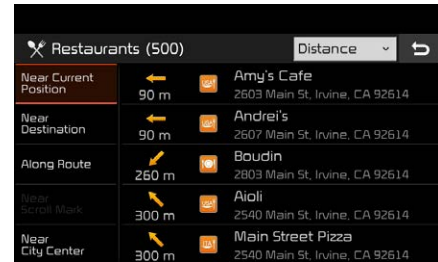 Restaurants (500)
Distance
Near Current
Position
90 m
Amy's Cafe
2603 Main St, Irvine, CA 92614
Near
Destination
90 m
Andrei's
2607 Main St, Irvine, CA 92614
Along Route
260 m
Boudin
2803 Main St, Irvine, CA 92614
Near
Scroll Mark
300 m
Aioli
2540 Main St, Irvine, CA 92614
Near
City Center
300 m
Main Street Pizza
2540 Main St, Irvine, CA 92614